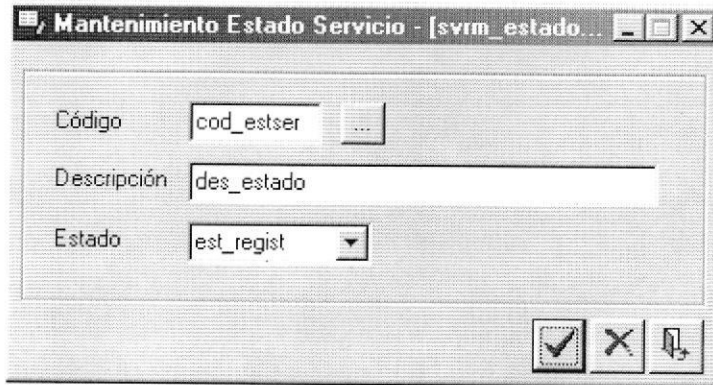 Mantenimiento Estado Servicio - [svrm_estado...
Código cod_estser ...
Descripción des_estado
Estado est_regist